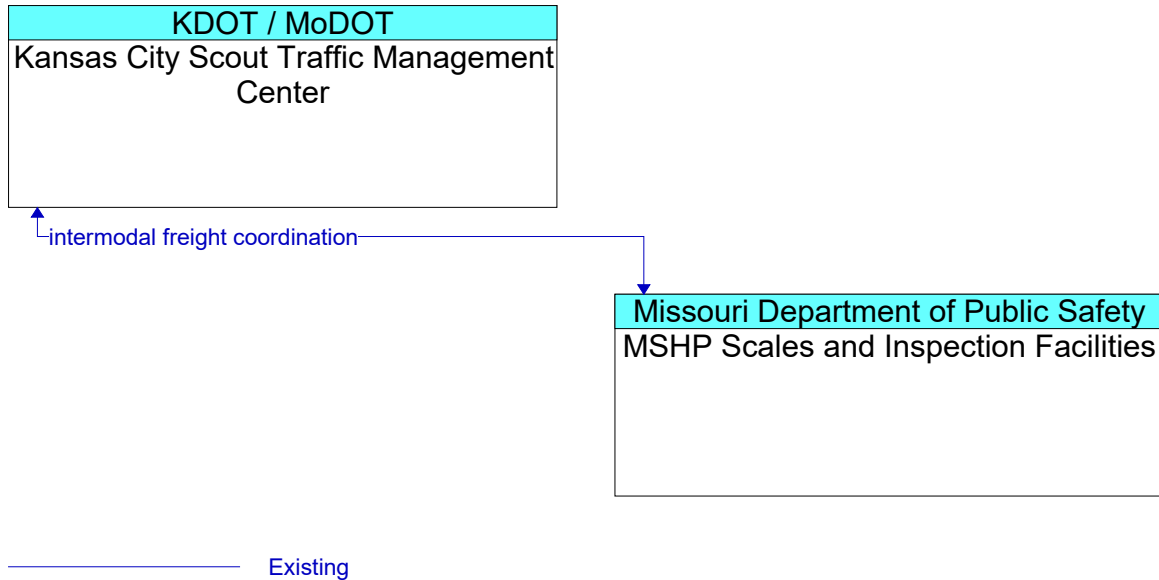 KDOT / MoDOT
Kansas City Scout Traffic Management
Center
intermodal freight coordination
Missouri Department of Public Safety
MSHP Scales and Inspection Facilities
Existing